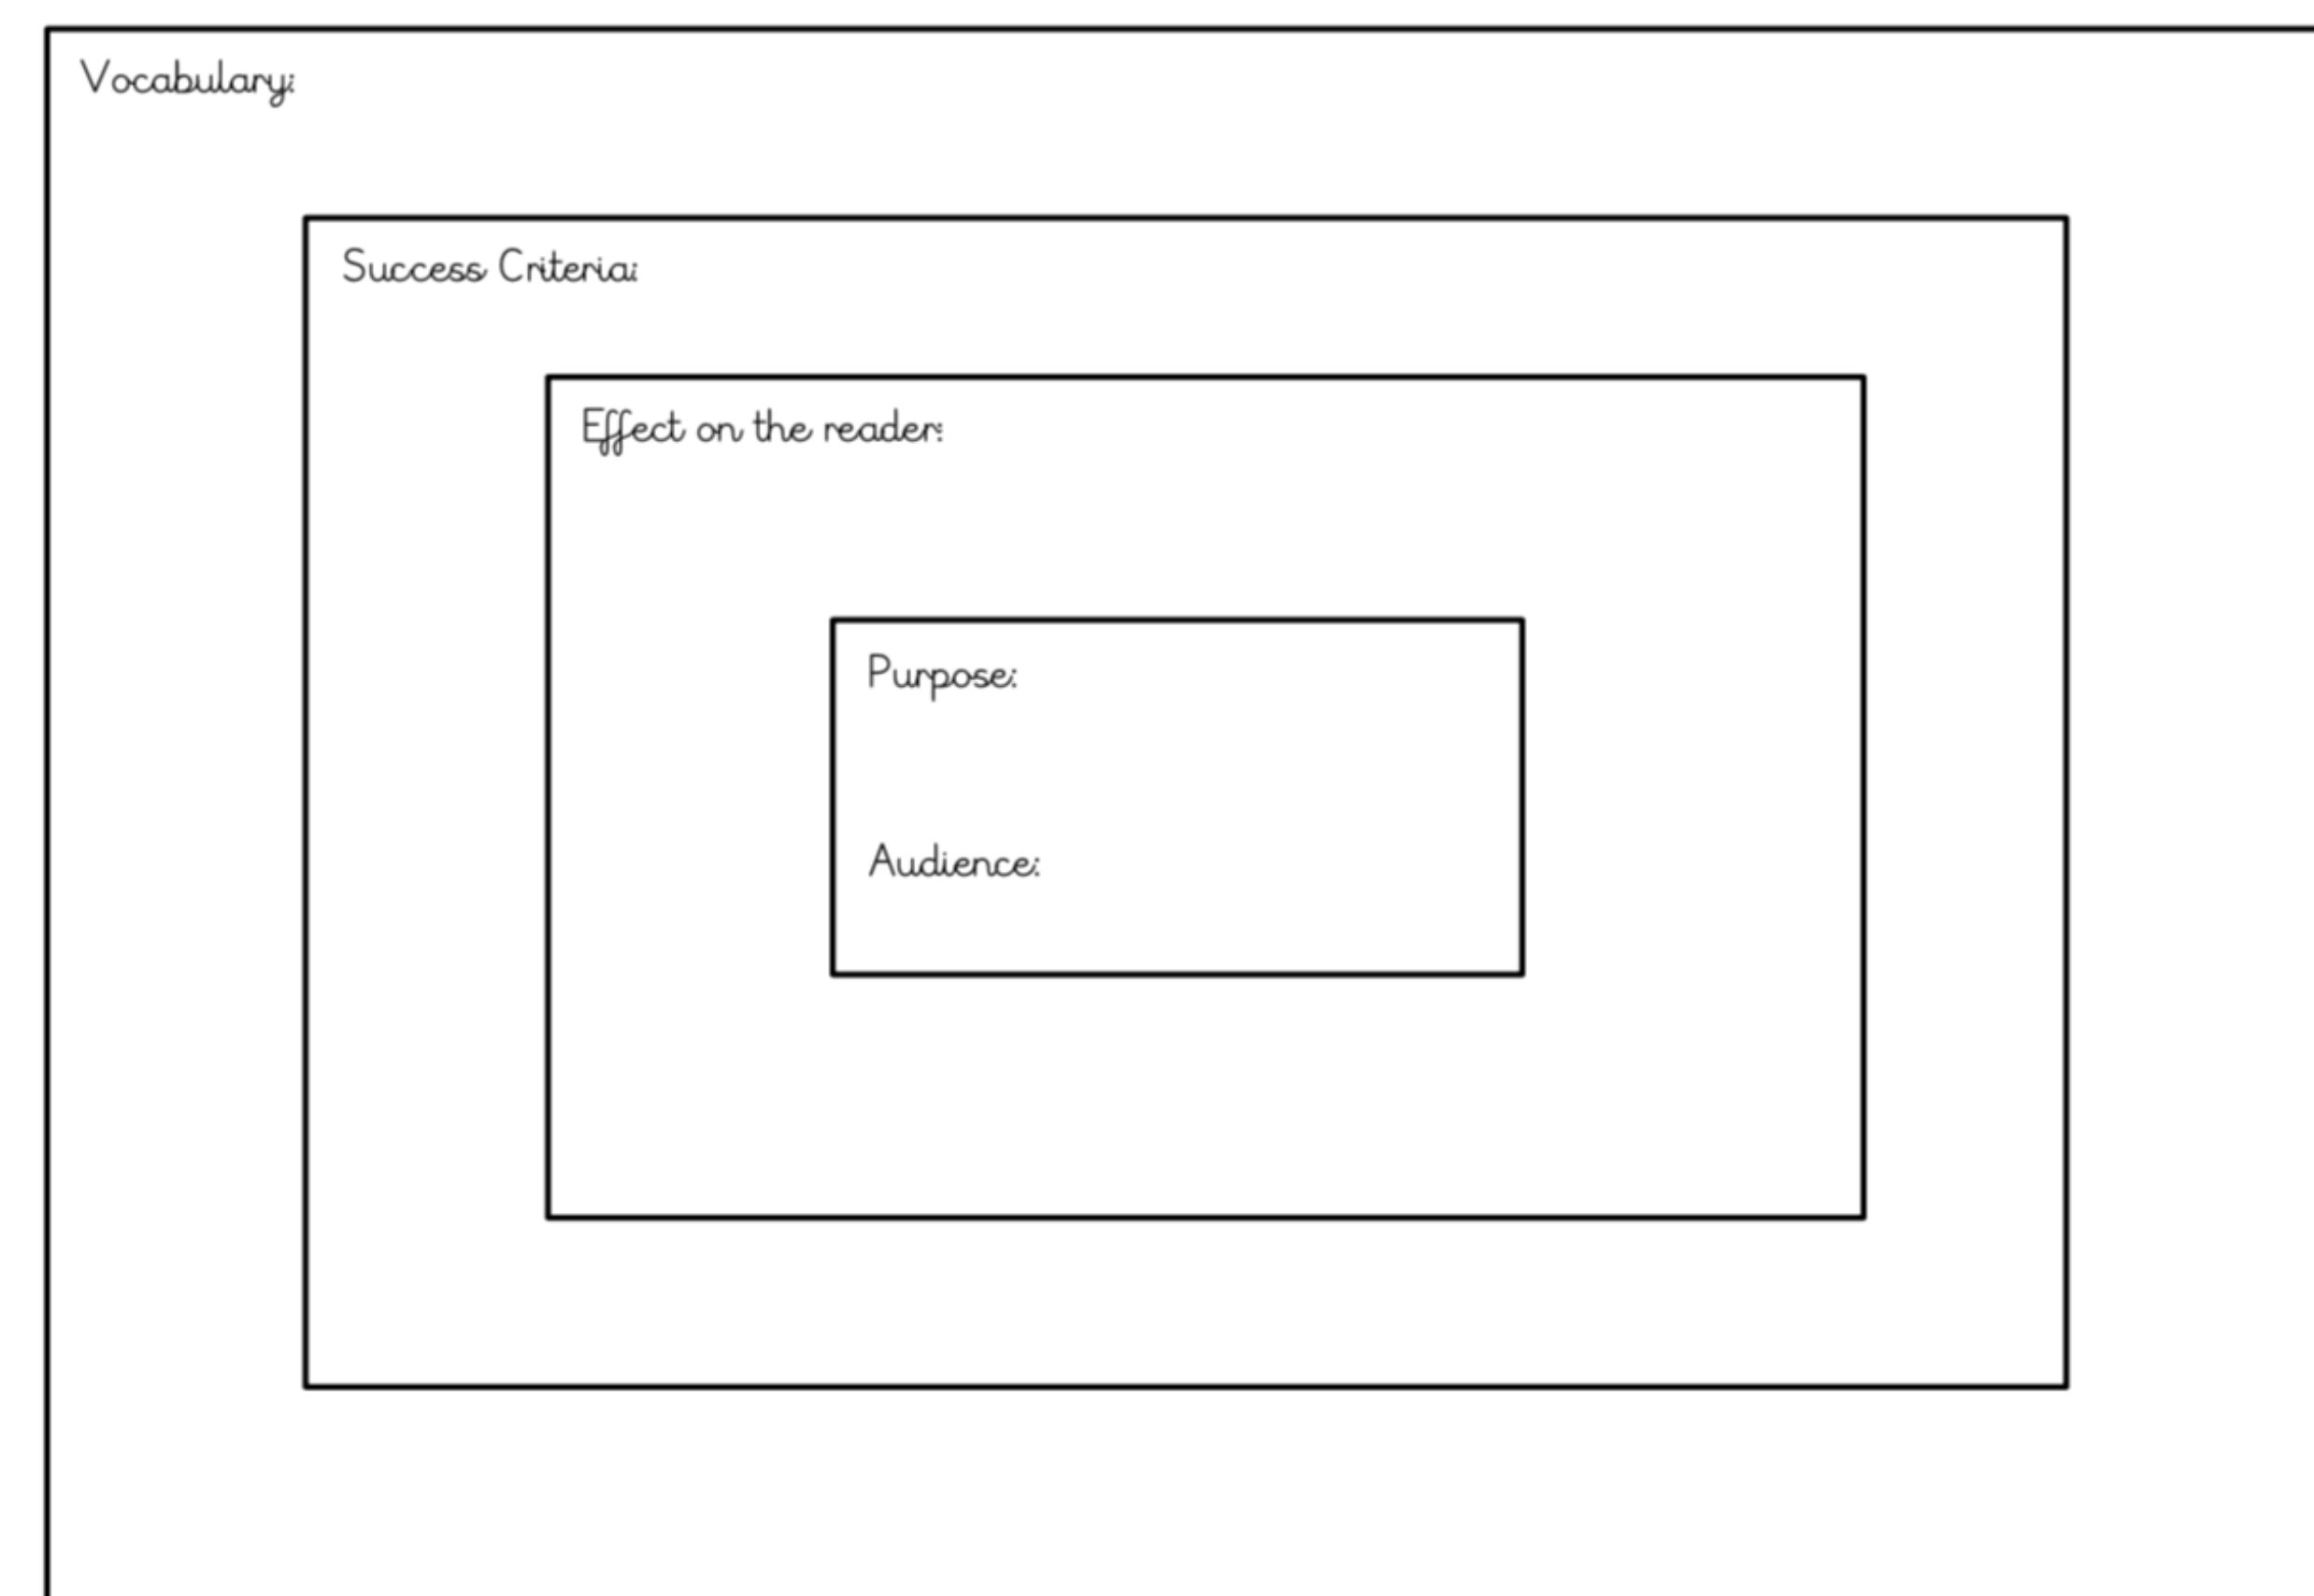 Vocabulary:
Success Criteria:
Effect on the reader:
Purpose:
Audience: